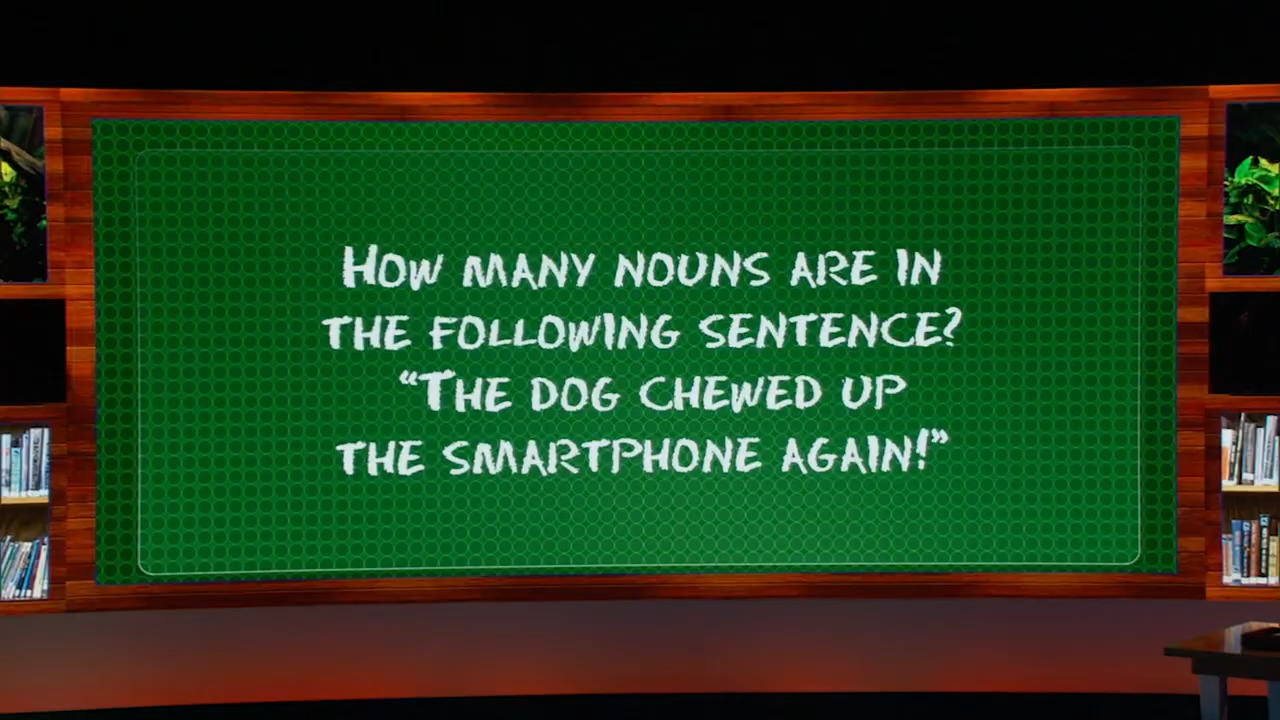 How many nouns are in
the following sentence?
“The dog chewed up
the smartphone again!”